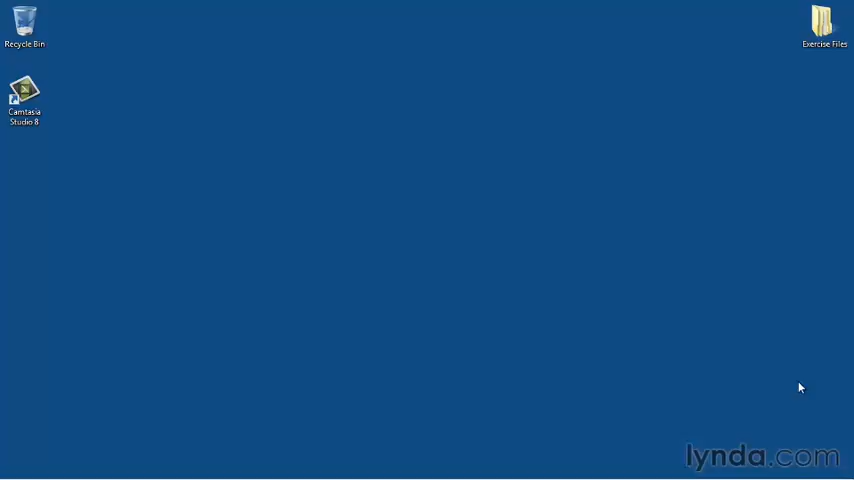 Recycle Bin
Exercise Files
Camtasia
Studio 8
lynda.com